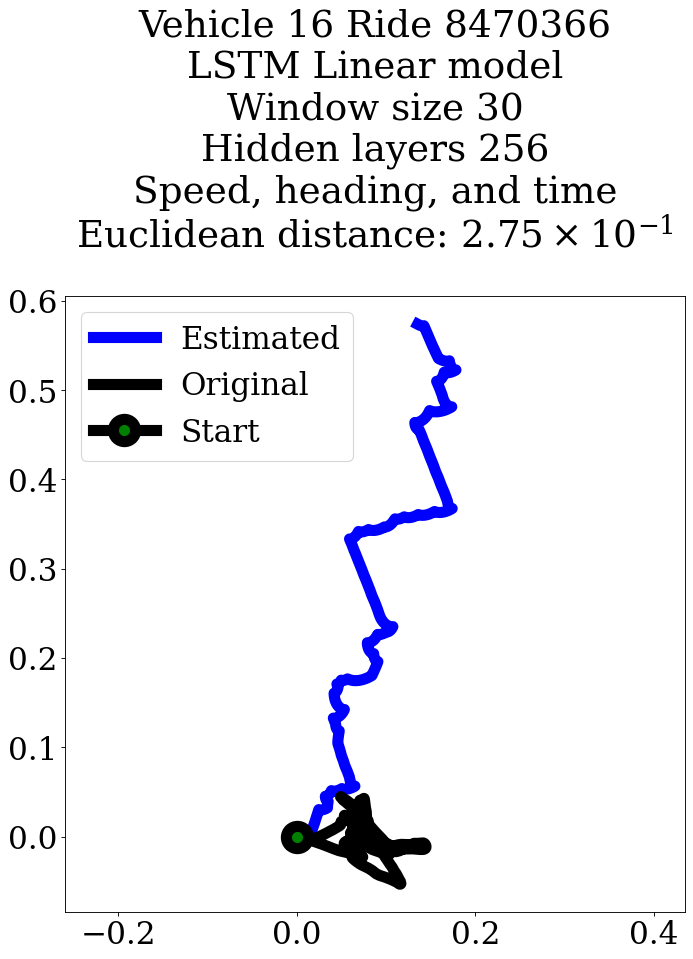 Vehicle 16 Ride 8470366
LSTM Linear model
Window size 30
Hidden layers 256
Speed, heading, and time
Euclidean distance: 2.75 × 10⁻¹
0.6
0.5
0.4
0.3
0.2
0.1
0.0
Estimated
Original
Start
−0.2
0.0
0.2
0.4